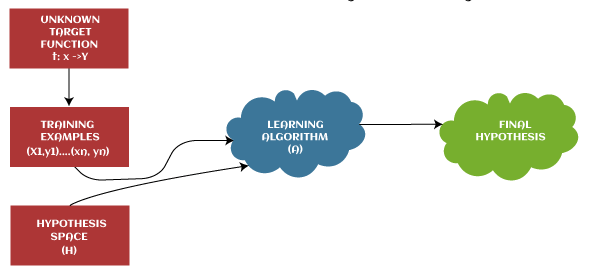 UNKNOWN
TARGET
FUNCTION
f: x ->Y
TRAINING
EXAMPLES
(X1,y1)....(xn, yn)
HYPOTHESIS
SPACE
(H)
LEARNING
ALGORITHM
(A)
FINAL
HYPOTHESIS